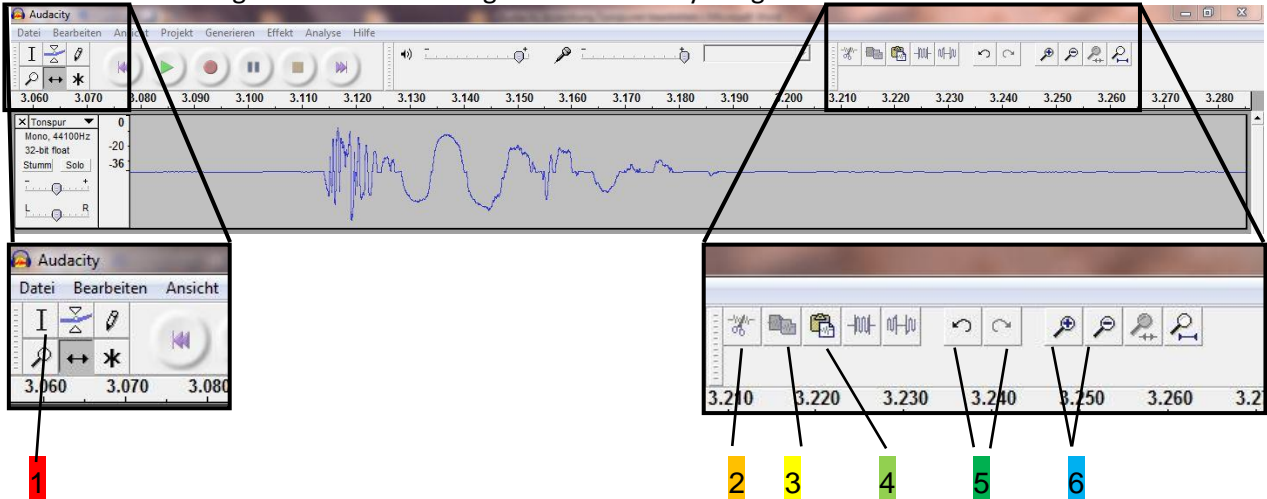 Audacity
Datei Bearbeiten Ansicht Projekt Generieren Effekt Analyse Hilfe
3.060 3.070 3.080 3.090 3.100 3.110 3.120 3.130 3.140 3.150 3.160 3.170 3.180 3.190 3.200 3.210 3.220 3.230 3.240 3.250 3.260 3.270 3.280
Tonspur
Mono, 44100Hz
32-bit float
Stumm Solo
- +
L R
0
-20
-36
Audacity
Datei Bearbeiten Ansicht
3.060 3.070 3.080
3.210 3.220 3.230 3.240 3.250 3.260 3.27
1 2 3 4 5 6